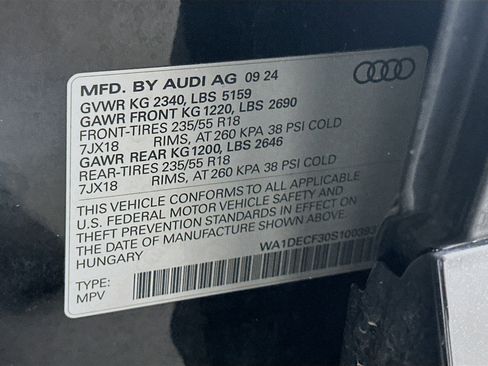 MFD. BY AUDI AG 09 24
GVWR KG 2340, LBS 5159
GAWR FRONT KG 1220, LBS 2690
FRONT-TIRES 235/55 R18
7JX18 RIMS, AT 260 KPA 38 PSI COLD
GAWR REAR KG1200, LBS 2646
REAR-TIRES 235/55 R18
7JX18 RIMS, AT 260 KPA 38 PSI COLD
THIS VEHICLE CONFORMS TO ALL APPLICABLE
U.S. FEDERAL MOTOR VEHICLE SAFETY AND
THEFT PREVENTION STANDARDS IN EFFECT ON
THE DATE OF MANUFACTURE SHOWN ABOVE.
HUNGARY
WA1DECF30S100393
TYPE:
MPV